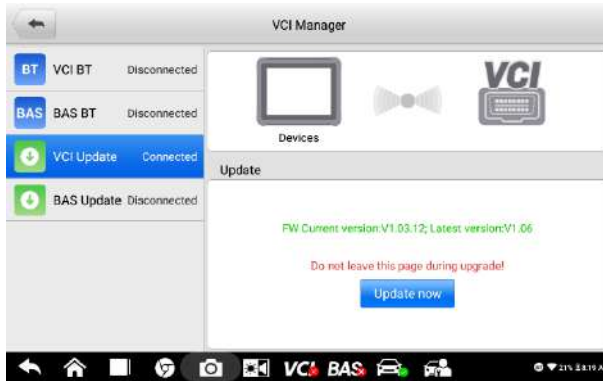 VCI Manager
BT VCI BT Disconnected
BAS BAS BT Disconnected
VCI Update Connected
BAS Update Disconnected
VCI
Devices
Update
FW Current version:V1.03.12; Latest version:V1.06
Do not leave this page during upgrade!
Update now
VCI BAS 21%